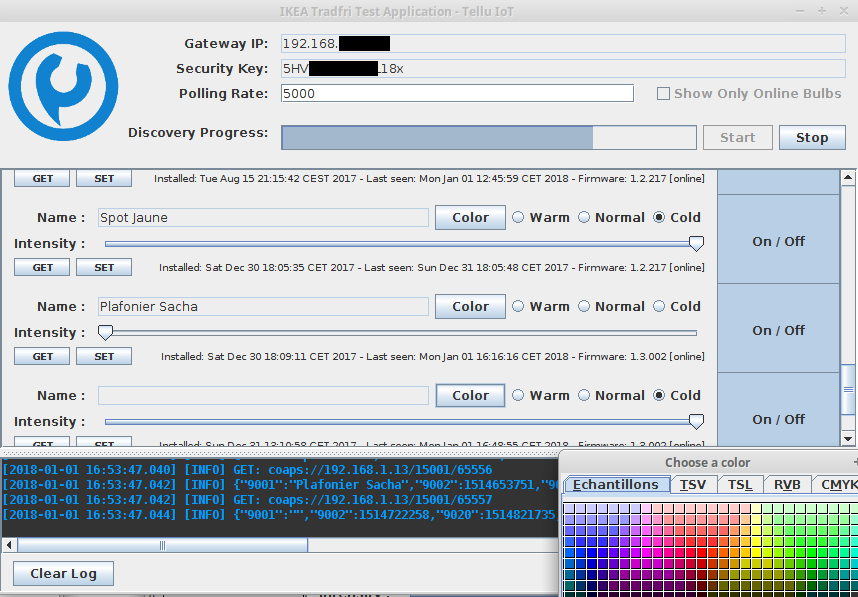 IKEA Tradfri Test Application - Tellu IoT
Gateway IP: 192.168.
Security Key: 5HV L18x
Polling Rate: 5000 Show Only Online Bulbs
Discovery Progress: Start Stop
GET SET Installed: Tue Aug 15 21:15:42 CEST 2017 - Last seen: Mon Jan 01 12:45:59 CET 2018 - Firmware: 1.2.217 [online]
Name : Spot Jaune Color Warm Normal Cold
On / Off
Intensity :
GET SET Installed: Sat Dec 30 18:05:35 CET 2017 - Last seen: Sun Dec 31 18:05:48 CET 2017 - Firmware: 1.2.217 [online]
Name : Plafonier Sacha Color Warm Normal Cold
On / Off
Intensity :
GET SET Installed: Sat Dec 30 18:09:11 CET 2017 - Last seen: Mon Jan 01 16:16:16 CET 2018 - Firmware: 1.3.002 [online]
Name : Color Warm Normal Cold
On / Off
Intensity :
GET SET Installed: Sun Dec 31 13:10:58 CET 2017 - Last seen: Mon Jan 01 16:48:55 CET 2018 - Firmware: 1.3.002 [online]
[2018-01-01 16:53:47.040] [INFO] GET: coaps://192.168.1.13/15001/65556
[2018-01-01 16:53:47.042] [INFO] {"9001":"Plafonier Sacha","9002":1514653751,"90
[2018-01-01 16:53:47.042] [INFO] GET: coaps://192.168.1.13/15001/65557
[2018-01-01 16:53:47.044] [INFO] {"9001":"","9002":1514722258,"9020":1514821735
Clear Log
Choose a color
Echantillons TSV TSL RVB CMYK